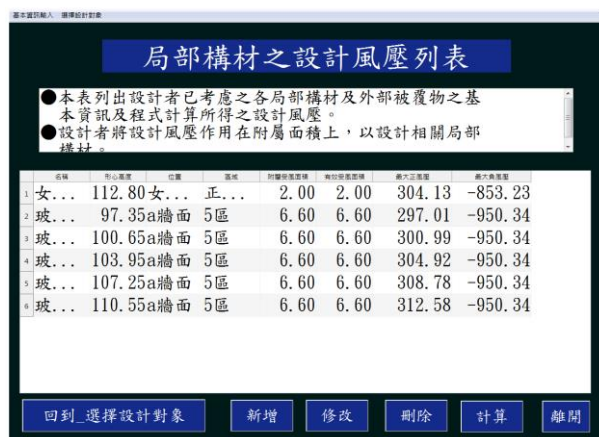 基本資訊輸入 選擇設計對象
局部構材之設計風壓列表
●本表列出設計者已考慮之各局部構材及外部被覆物之基
本資訊及程式計算所得之設計風壓。
●設計者將設計風壓作用在附屬面積上，以設計相關局部
構材。
名稱 形心高度 位置 區域 附屬受風面積 有效受風面積 最大正風壓 最大負風壓
1 女... 112.80 女... 正... 2.00 2.00 304.13 -853.23
2 玻... 97.35 a牆面 5區 6.60 6.60 297.01 -950.34
3 玻... 100.65 a牆面 5區 6.60 6.60 300.99 -950.34
4 玻... 103.95 a牆面 5區 6.60 6.60 304.92 -950.34
5 玻... 107.25 a牆面 5區 6.60 6.60 308.78 -950.34
6 玻... 110.55 a牆面 5區 6.60 6.60 312.58 -950.34
回到_選擇設計對象 新增 修改 刪除 計算 離開